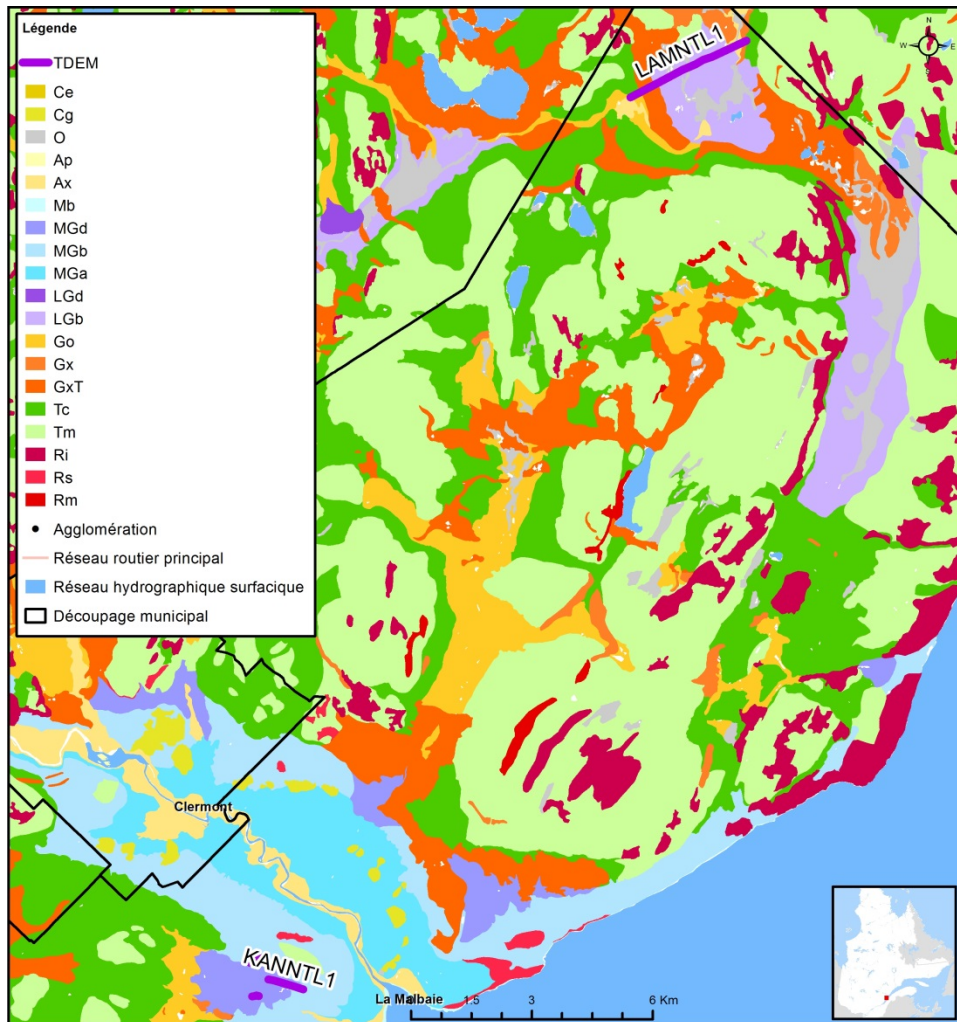 Légende
TDEM
Ce
Cg
O
Ap
Ax
Mb
MGd
MGb
MGa
LGd
LGb
Go
Gx
GxT
Tc
Tm
Ri
Rs
Rm
Agglomération
Réseau routier principal
Réseau hydrographique surfacique
Découpage municipal
LAMNTL1
N
W E
S
Clermont
KANNTL1
La Malbaie
0 1.5 3 6 Km